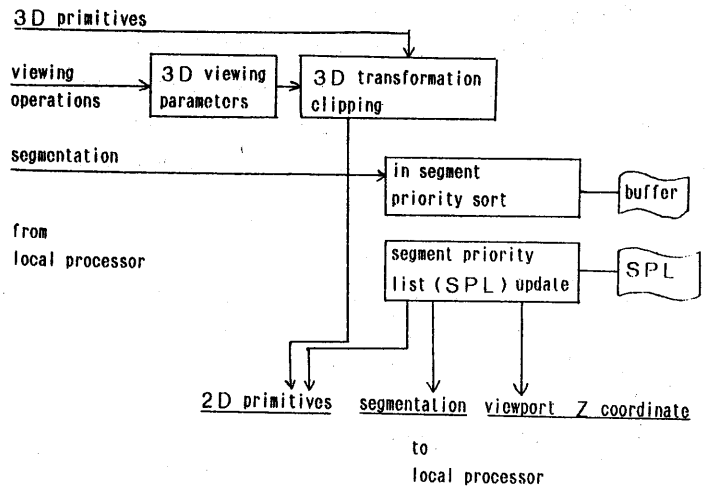 3D primitives
viewing
operations
3D viewing
parameters
3D transformation
clipping
segmentation
in segment
priority sort
buffer
from
local processor
segment priority
list (SPL) update
SPL
2D primitives
segmentation
viewport Z coordinate
to
local processor